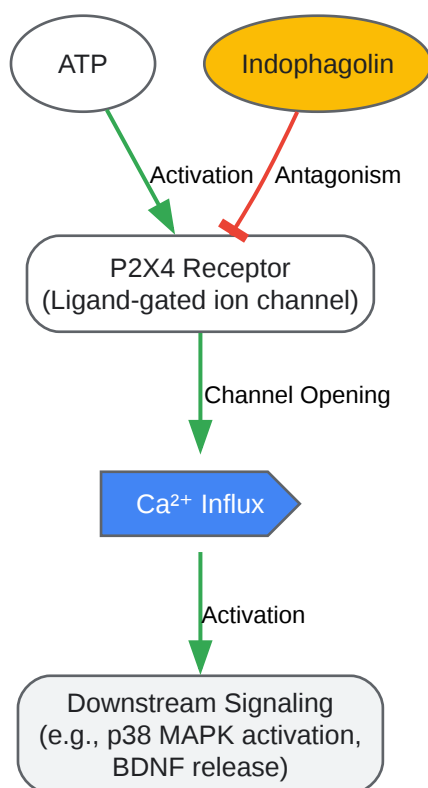 ATP
Indophagolin
Activation
Antagonism
P2X4 Receptor
(Ligand-gated ion channel)
Channel Opening
Ca²⁺ Influx
Activation
Downstream Signaling
(e.g., p38 MAPK activation,
BDNF release)